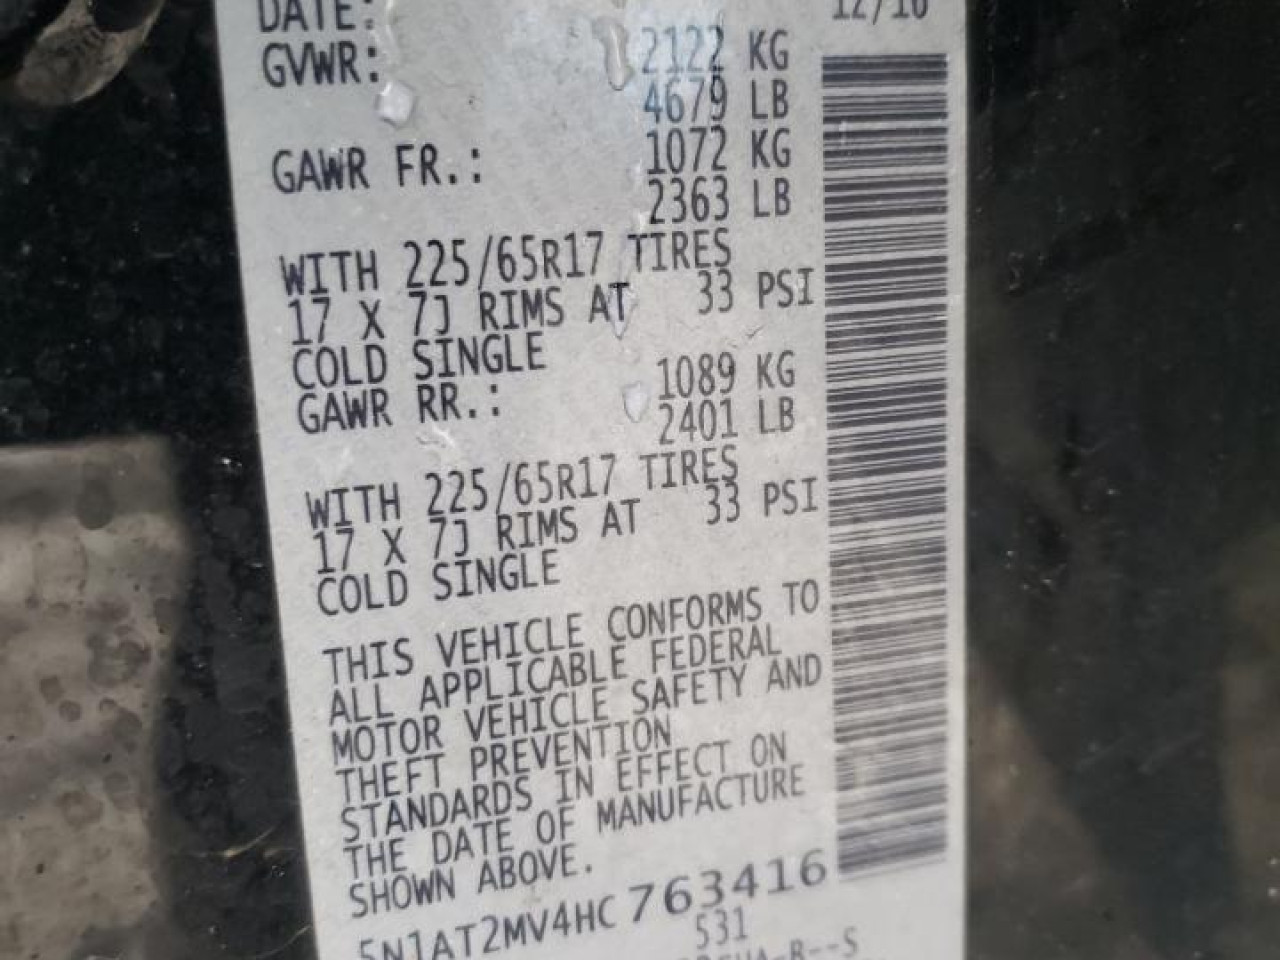 DATE: 12/16
GVWR: 2122 KG
4679 LB
GAWR FR.: 1072 KG
2363 LB
WITH 225/65R17 TIRES
17 X 7J RIMS AT 33 PSI
COLD SINGLE
GAWR RR.: 1089 KG
2401 LB
WITH 225/65R17 TIRES
17 X 7J RIMS AT 33 PSI
COLD SINGLE
THIS VEHICLE CONFORMS TO
ALL APPLICABLE FEDERAL
MOTOR VEHICLE SAFETY AND
THEFT PREVENTION
STANDARDS IN EFFECT ON
THE DATE OF MANUFACTURE
SHOWN ABOVE.
5N1AT2MV4HC763416
531